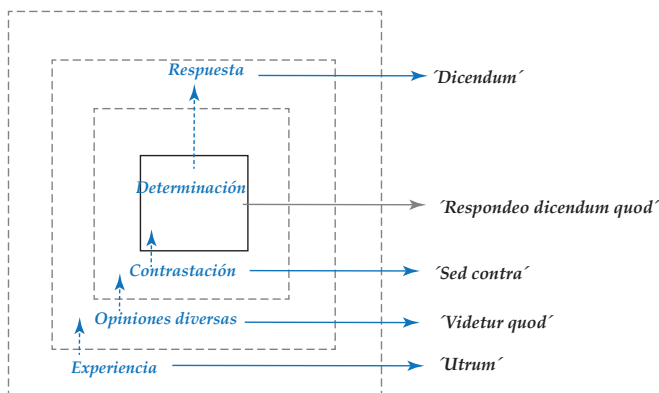 Respuesta
´Dicendum´
Determinación
´Respondeo dicendum quod´
Contrastación
´Sed contra´
Opiniones diversas
´Videtur quod´
Experiencia
´Utrum´